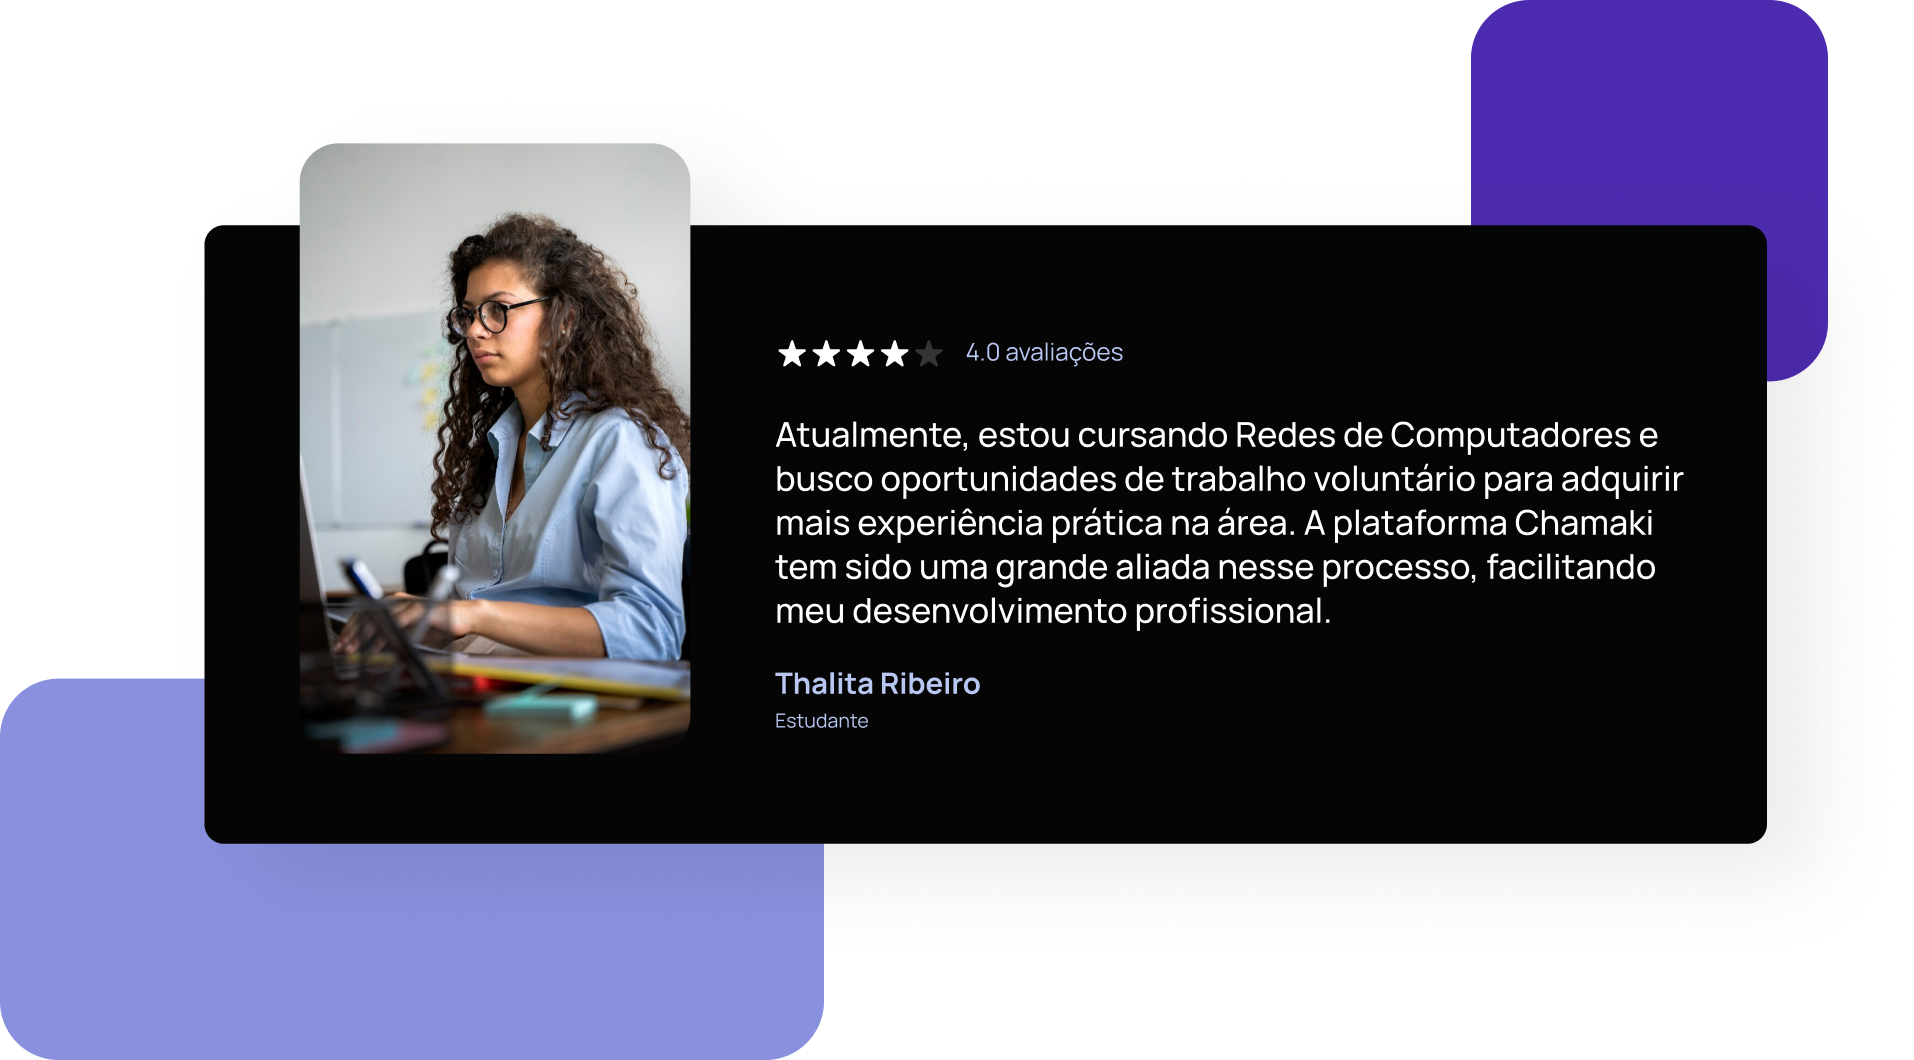 4.0 avaliações
Atualmente, estou cursando Redes de Computadores e
busco oportunidades de trabalho voluntário para adquirir
mais experiência prática na área. A plataforma Chamaki
tem sido uma grande aliada nesse processo, facilitando
meu desenvolvimento profissional.
Thalita Ribeiro
Estudante